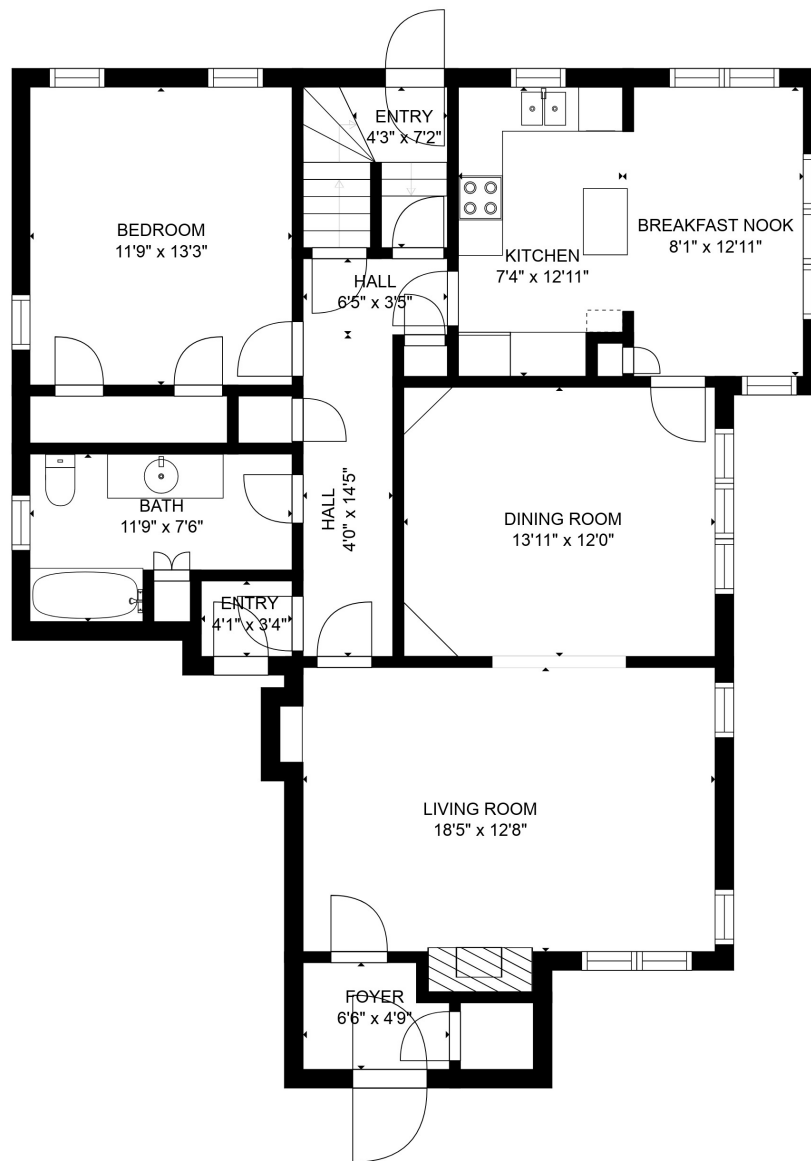 ENTRY
4'3" x 7'2"
BEDROOM
11'9" x 13'3"
BREAKFAST NOOK
8'1" x 12'11"
KITCHEN
7'4" x 12'11"
HALL
6'5" x 3'5"
BATH
11'9" x 7'6"
HALL
4'0" x 14'5"
DINING ROOM
13'11" x 12'0"
ENTRY
4'1" x 3'4"
LIVING ROOM
18'5" x 12'8"
FOYER
6'6" x 4'9"